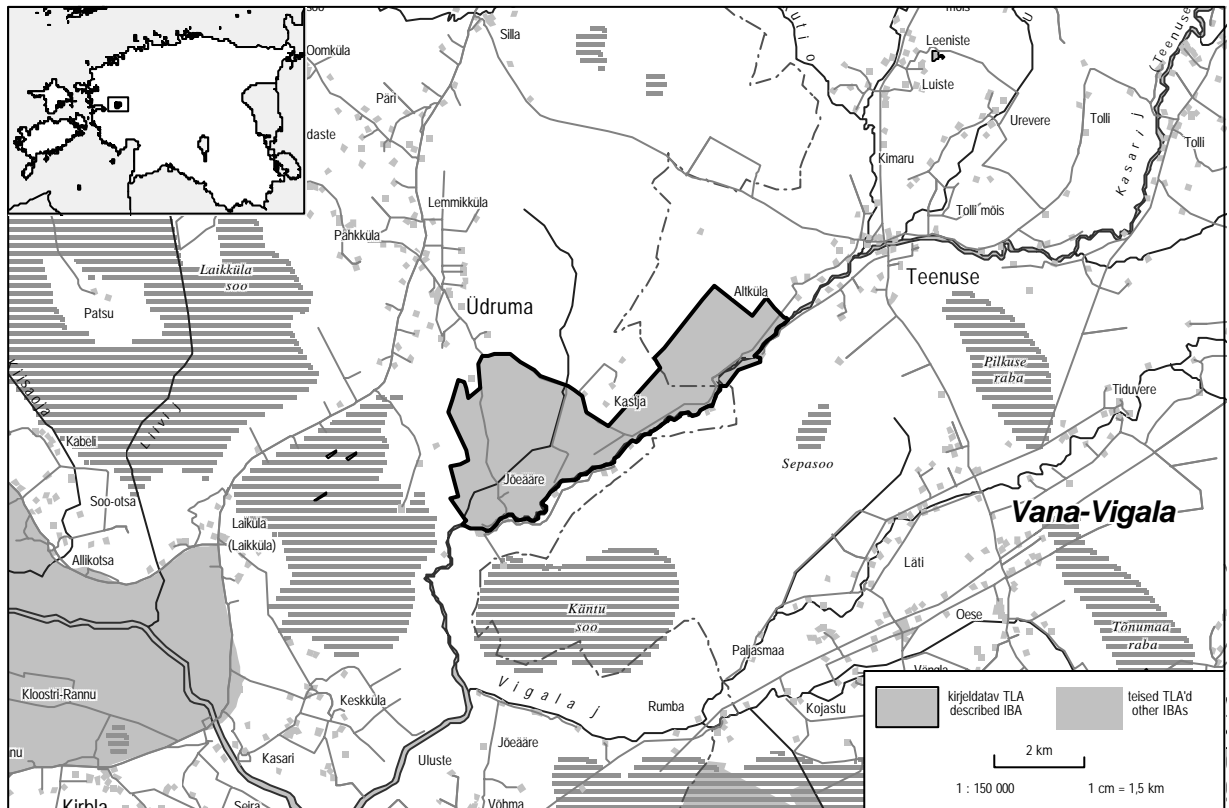 Silla
mõis
Leeniste
Oomküla
Luiste
Päri
Urevere
Tolli
(Teenuse
daste
Kasari j
Tolli
Kimaru
Lemmikküla
Tolli mõis
Pahkküla
Laikküla
soo
Teenuse
Altküla
Üdruma
Patsu
Pilkuse
raba
Tiduvere
Kastja
Liivi j
Kabeli
Sepasoo
Jõeääre
Soo-otsa
Vana-Vigala
Laiküla
(Laikküla)
Allikotsa
Läti
Käntu
soo
Oese
Tõnumaa
raba
Paljasmaa
Vängla
Kloostri-Rannu
Keskküla
Vigala j
Rumba
Kojastu
Kasari
Uluste
Jõeääre
Kirbla
Seira
Võhma
kirjeldatav TLA
described IBA
teised TLA'd
other IBAs
2 km
1 : 150 000
1 cm = 1,5 km